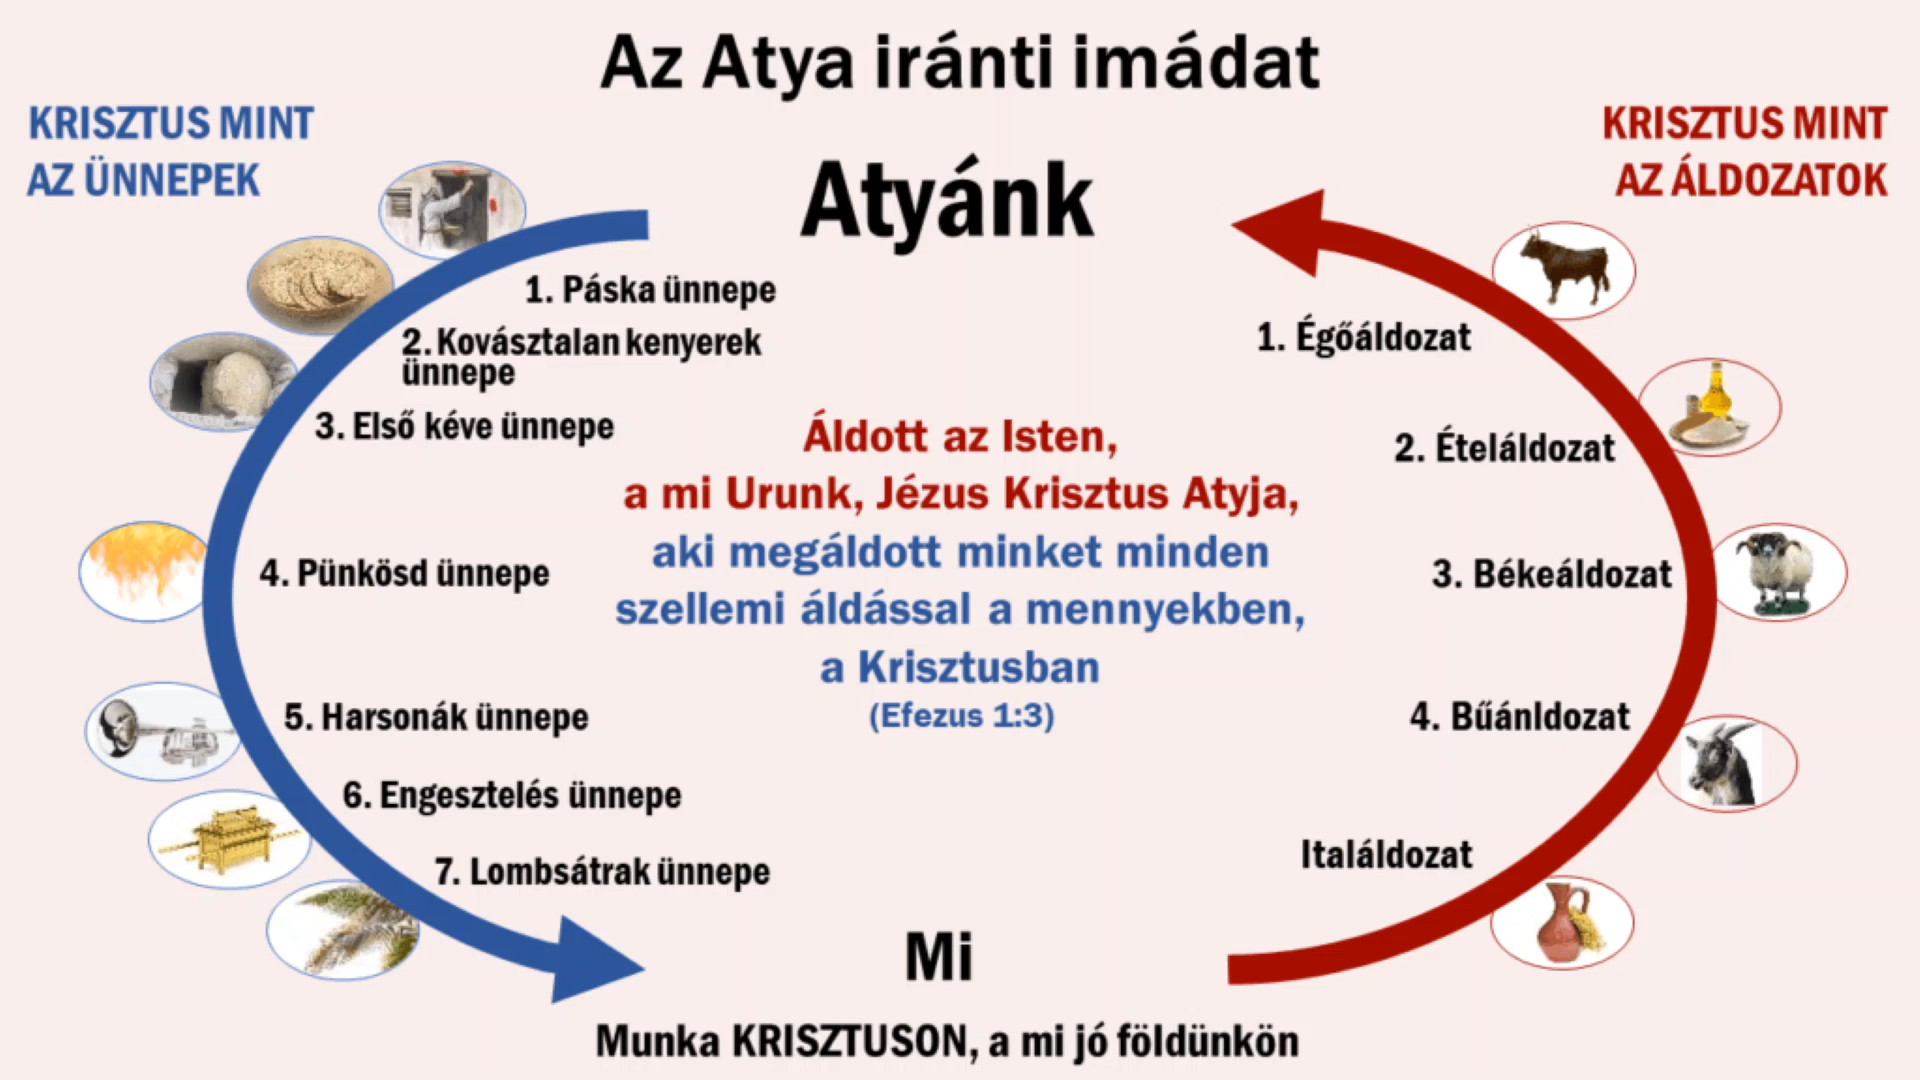 Az Atya iránti imádat
KRISZTUS MINT
AZ ÜNNEPEK
KRISZTUS MINT
AZ ÁLDOZATOK
Atyánk
1. Páska ünnepe
2. Kovásztalan kenyerek
ünnepe
3. Első kéve ünnepe
4. Pünkösd ünnepe
5. Harsonák ünnepe
6. Engesztelés ünnepe
7. Lombsátrak ünnepe
Áldott az Isten,
a mi Urunk, Jézus Krisztus Atyja,
aki megáldott minket minden
szellemi áldással a mennyekben,
a Krisztusban
(Efezus 1:3)
1. Égőáldozat
2. Ételáldozat
3. Békeáldozat
4. Bűánldozat
Italáldozat
Mi
Munka KRISZTUSON, a mi jó földünkön